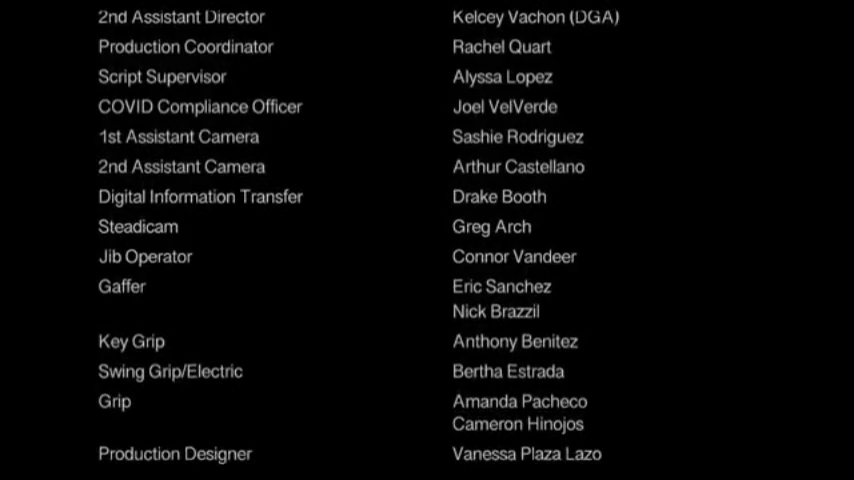 2nd Assistant Director Kelcey Vachon (DGA)
Production Coordinator Rachel Quart
Script Supervisor Alyssa Lopez
COVID Compliance Officer Joel VelVerde
1st Assistant Camera Sashie Rodriguez
2nd Assistant Camera Arthur Castellano
Digital Information Transfer Drake Booth
Steadicam Greg Arch
Jib Operator Connor Vandeer
Gaffer Eric Sanchez
Nick Brazzil
Key Grip Anthony Benitez
Swing Grip/Electric Bertha Estrada
Grip Amanda Pacheco
Cameron Hinojos
Production Designer Vanessa Plaza Lazo